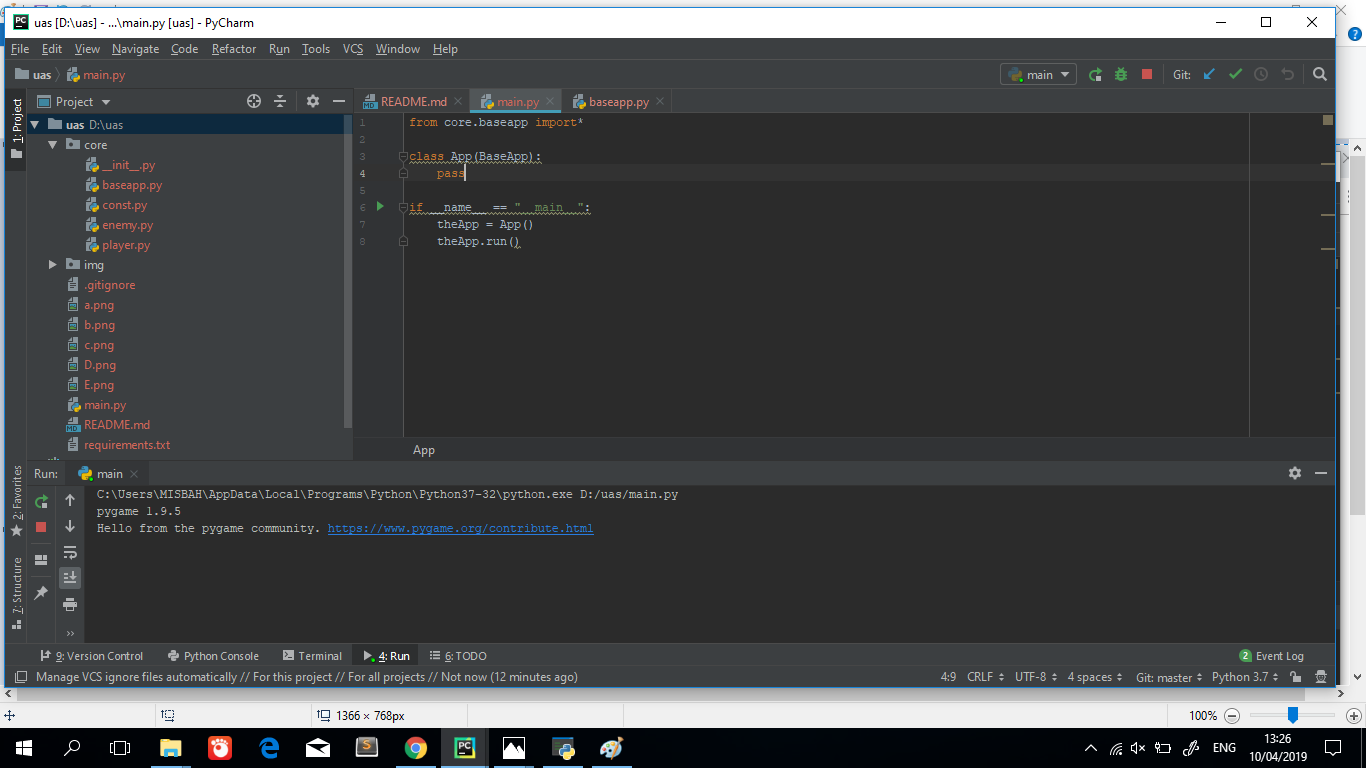 uas [D:\uas] - ...\main.py [uas] - PyCharm
File Edit View Navigate Code Refactor Run Tools VCS Window Help
uas main.py main Git:
1: Project
Project
README.md main.py baseapp.py
uas D:\uas
core
__init__.py
baseapp.py
const.py
enemy.py
player.py
img
.gitignore
a.png
b.png
c.png
D.png
E.png
main.py
README.md
requirements.txt
1 from core.baseapp import*
2
3 class App(BaseApp):
4 pass
5
6 if __name__ == "__main__":
7 theApp = App()
8 theApp.run()
App
2: Favorites
7: Structure
Run: main
C:\Users\MISBAH\AppData\Local\Programs\Python\Python37-32\python.exe D:/uas/main.py
pygame 1.9.5
Hello from the pygame community. https://www.pygame.org/contribute.html
9: Version Control Python Console Terminal 4: Run 6: TODO 2 Event Log
Manage VCS ignore files automatically // For this project // For all projects // Not now (12 minutes ago) 4:9 CRLF UTF-8 4 spaces Git: master Python 3.7
1366 × 768px 100%
ENG 13:26
10/04/2019